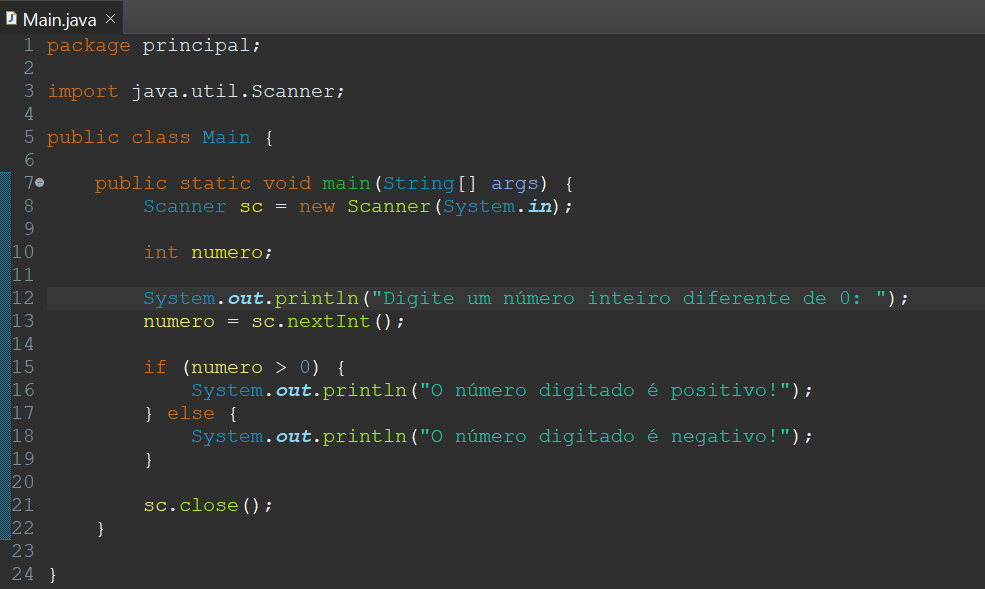 Main.java
1 package principal;
2
3 import java.util.Scanner;
4
5 public class Main {
6
7     public static void main(String[] args) {
8         Scanner sc = new Scanner(System.in);
9
10         int numero;
11
12         System.out.println("Digite um número inteiro diferente de 0: ");
13         numero = sc.nextInt();
14
15         if (numero > 0) {
16             System.out.println("O número digitado é positivo!");
17         } else {
18             System.out.println("O número digitado é negativo!");
19         }
20
21         sc.close();
22     }
23
24 }